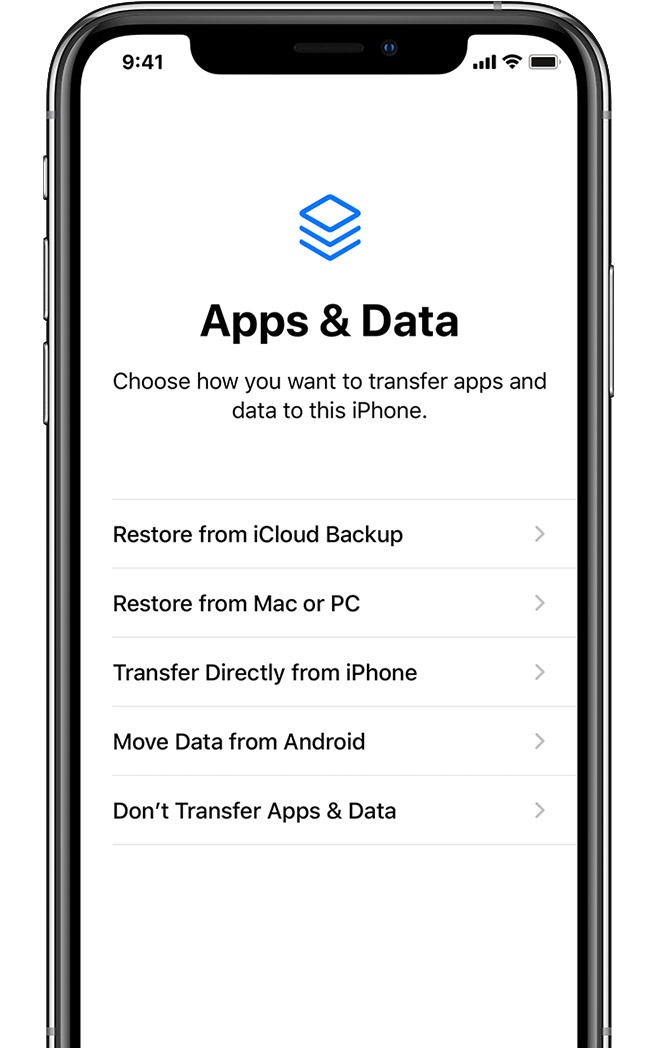 9:41
Apps & Data
Choose how you want to transfer apps and
data to this iPhone.
Restore from iCloud Backup
Restore from Mac or PC
Transfer Directly from iPhone
Move Data from Android
Don’t Transfer Apps & Data